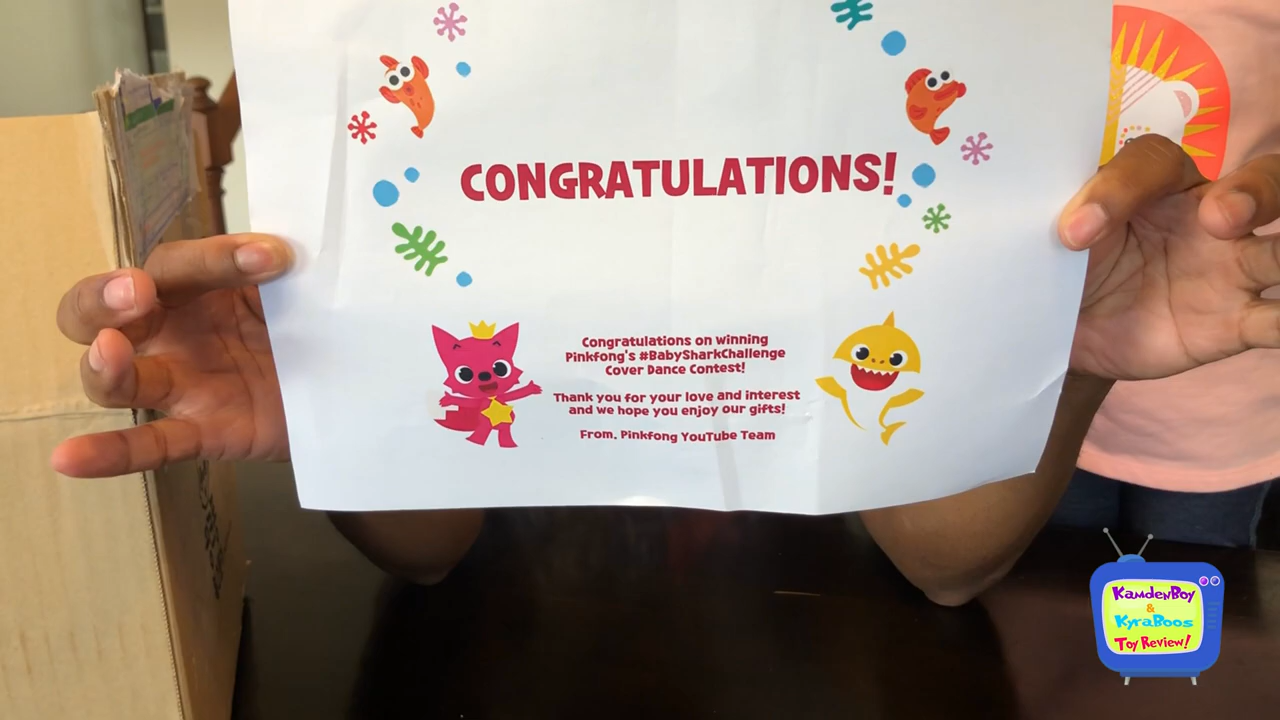 CONGRATULATIONS!
Congratulations on winning
Pinkfong's #BabySharkChallenge
Cover Dance Contest!
Thank you for your love and interest
and we hope you enjoy our gifts!
From. Pinkfong YouTube Team
KamdenBoy
&
KyraBoos
Toy Review!